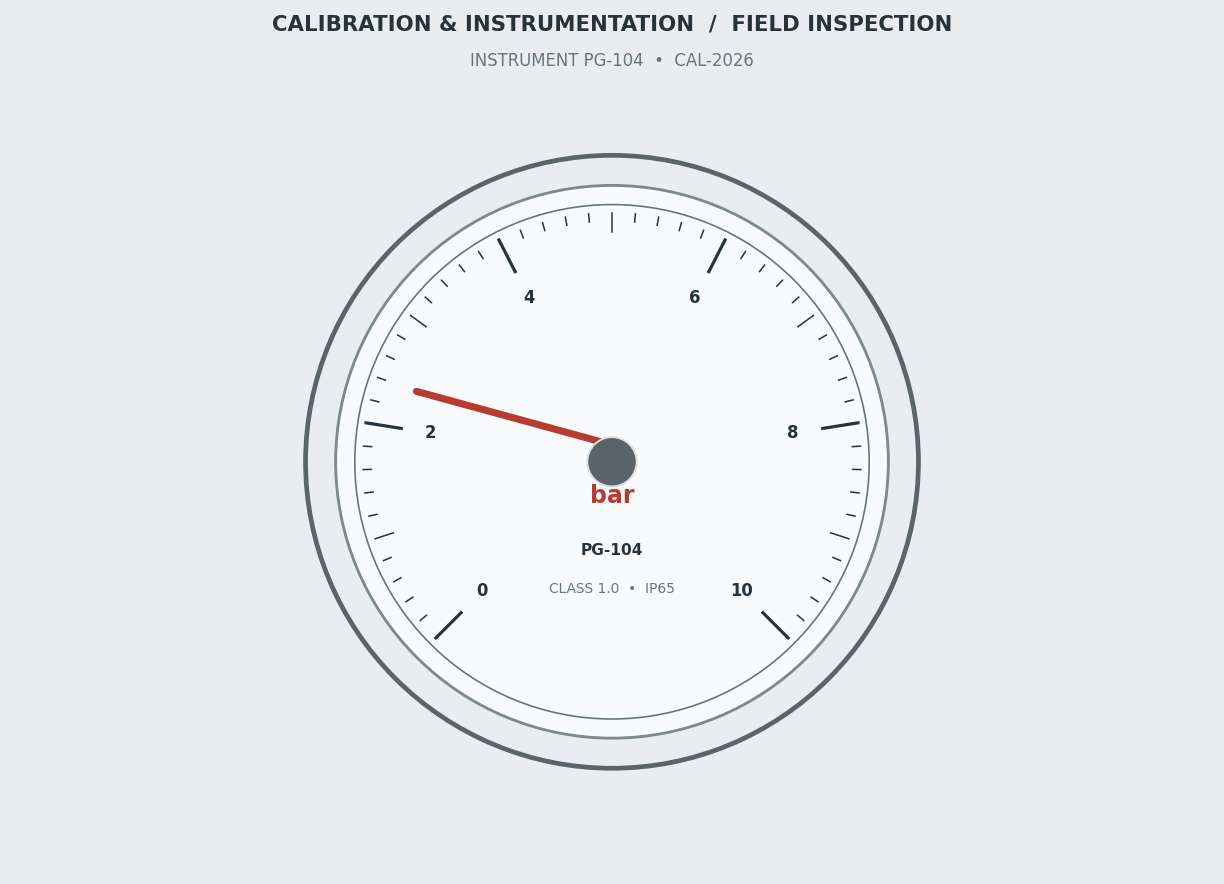 CALIBRATION & INSTRUMENTATION / FIELD INSPECTION
INSTRUMENT PG-104 • CAL-2026
4 6
2 8
bar
PG-104
0 CLASS 1.0 • IP65 10